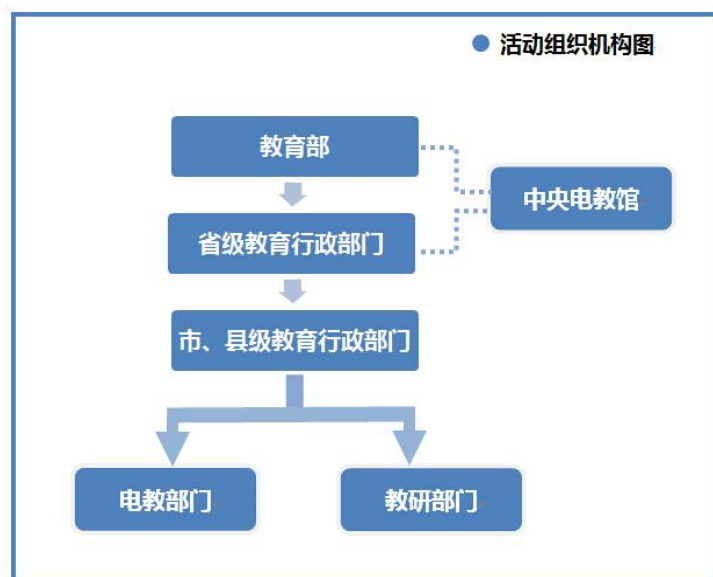 活动组织机构图
教育部
中央电教馆
省级教育行政部门
市、县级教育行政部门
电教部门
教研部门